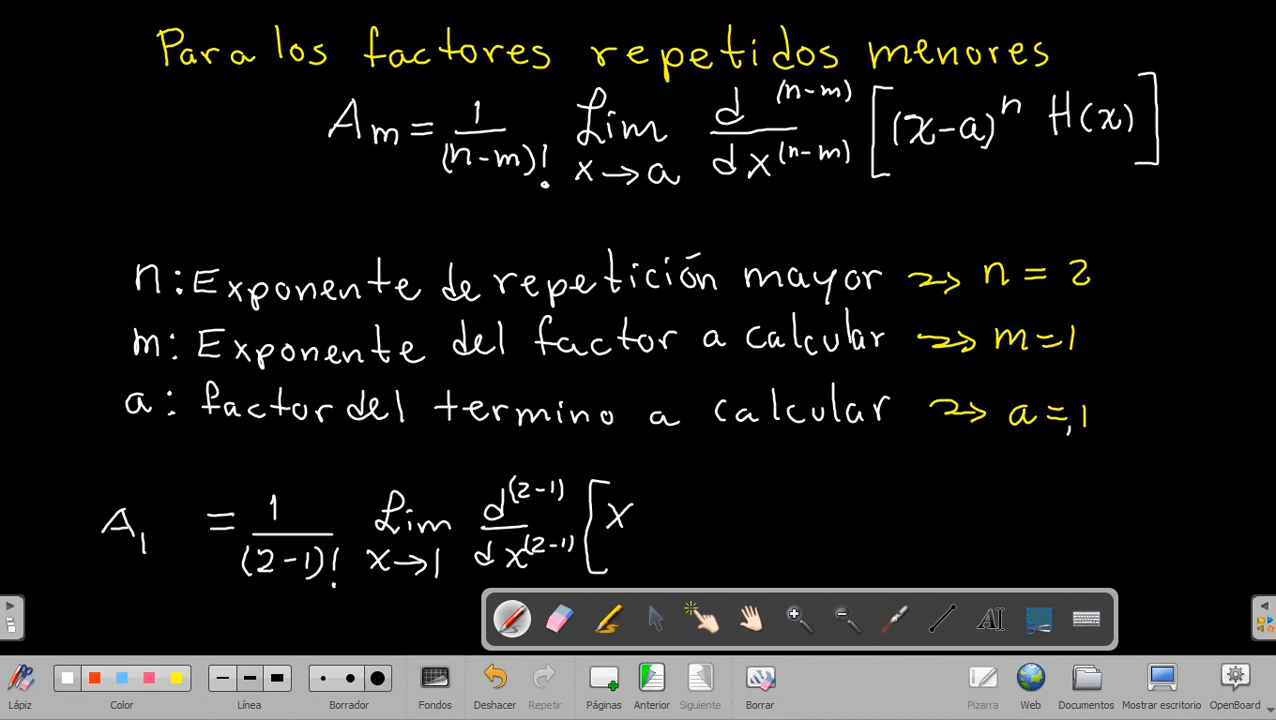 Para los factores repetidos menores
Am = 1/(n-m)! Lim x→a d^(n-m)/dx^(n-m) [(x-a)^n H(x)]
n: Exponente de repetición mayor ⇝ n = 2
m: Exponente del factor a calcular ⇝ m=1
a: factor del termino a calcular ⇝ a=,1
A₁ = 1/(2-1)! Lim x→1 d^(2-1)/dx^(2-1) [x
Lápiz
Color
Línea
Borrador
Fondos
Deshacer
Repetir
Páginas
Anterior
Siguiente
Borrar
Pizarra
Web
Documentos
Mostrar escritorio
OpenBoard